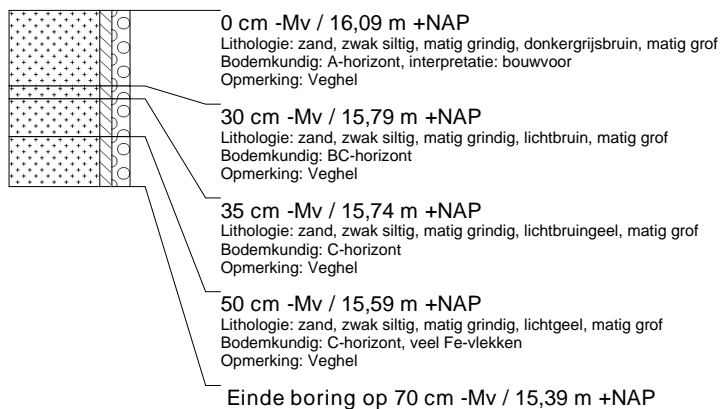 0 cm -Mv / 16,09 m +NAP
Lithologie: zand, zwak siltig, matig grindig, donkergrijsbruin, matig grof
Bodemkundig: A-horizont, interpretatie: bouwvoor
Opmerking: Veghel
30 cm -Mv / 15,79 m +NAP
Lithologie: zand, zwak siltig, matig grindig, lichtbruin, matig grof
Bodemkundig: BC-horizont
Opmerking: Veghel
35 cm -Mv / 15,74 m +NAP
Lithologie: zand, zwak siltig, matig grindig, lichtbruingeel, matig grof
Bodemkundig: C-horizont
Opmerking: Veghel
50 cm -Mv / 15,59 m +NAP
Lithologie: zand, zwak siltig, matig grindig, lichtgeel, matig grof
Bodemkundig: C-horizont, veel Fe-vlekken
Opmerking: Veghel
Einde boring op 70 cm -Mv / 15,39 m +NAP